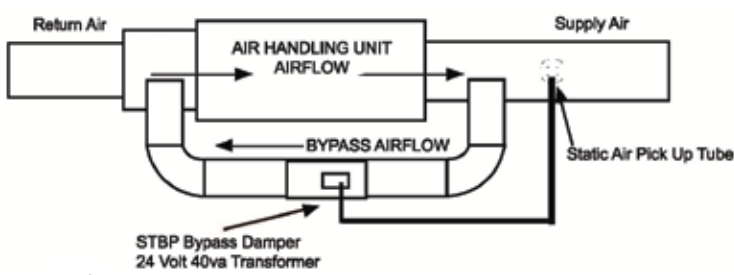 Return Air
Supply Air
AIR HANDLING UNIT
AIRFLOW
BYPASS AIRFLOW
Static Air Pick Up Tube
STBP Bypass Damper
24 Volt 40va Transformer